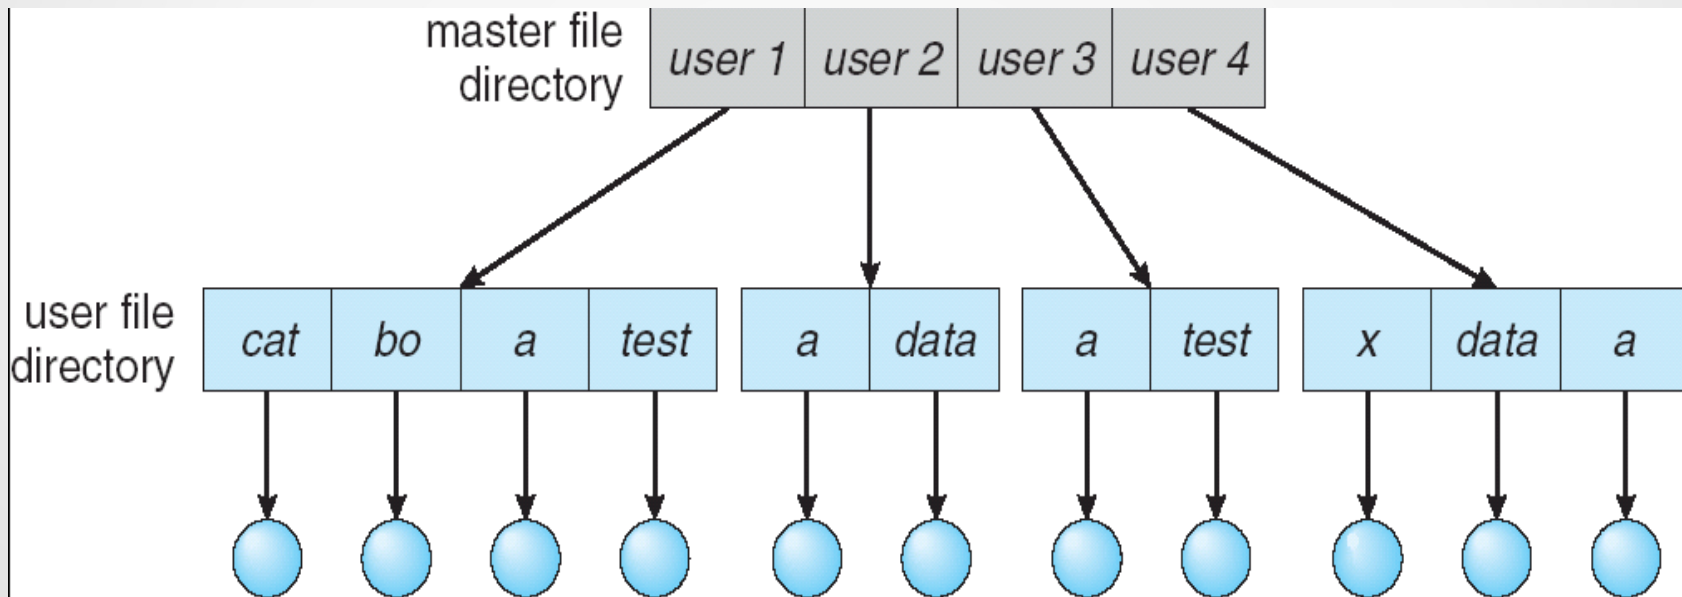 master file
directory
user 1 user 2 user 3 user 4
user file
directory
cat bo a test a data a test x data a